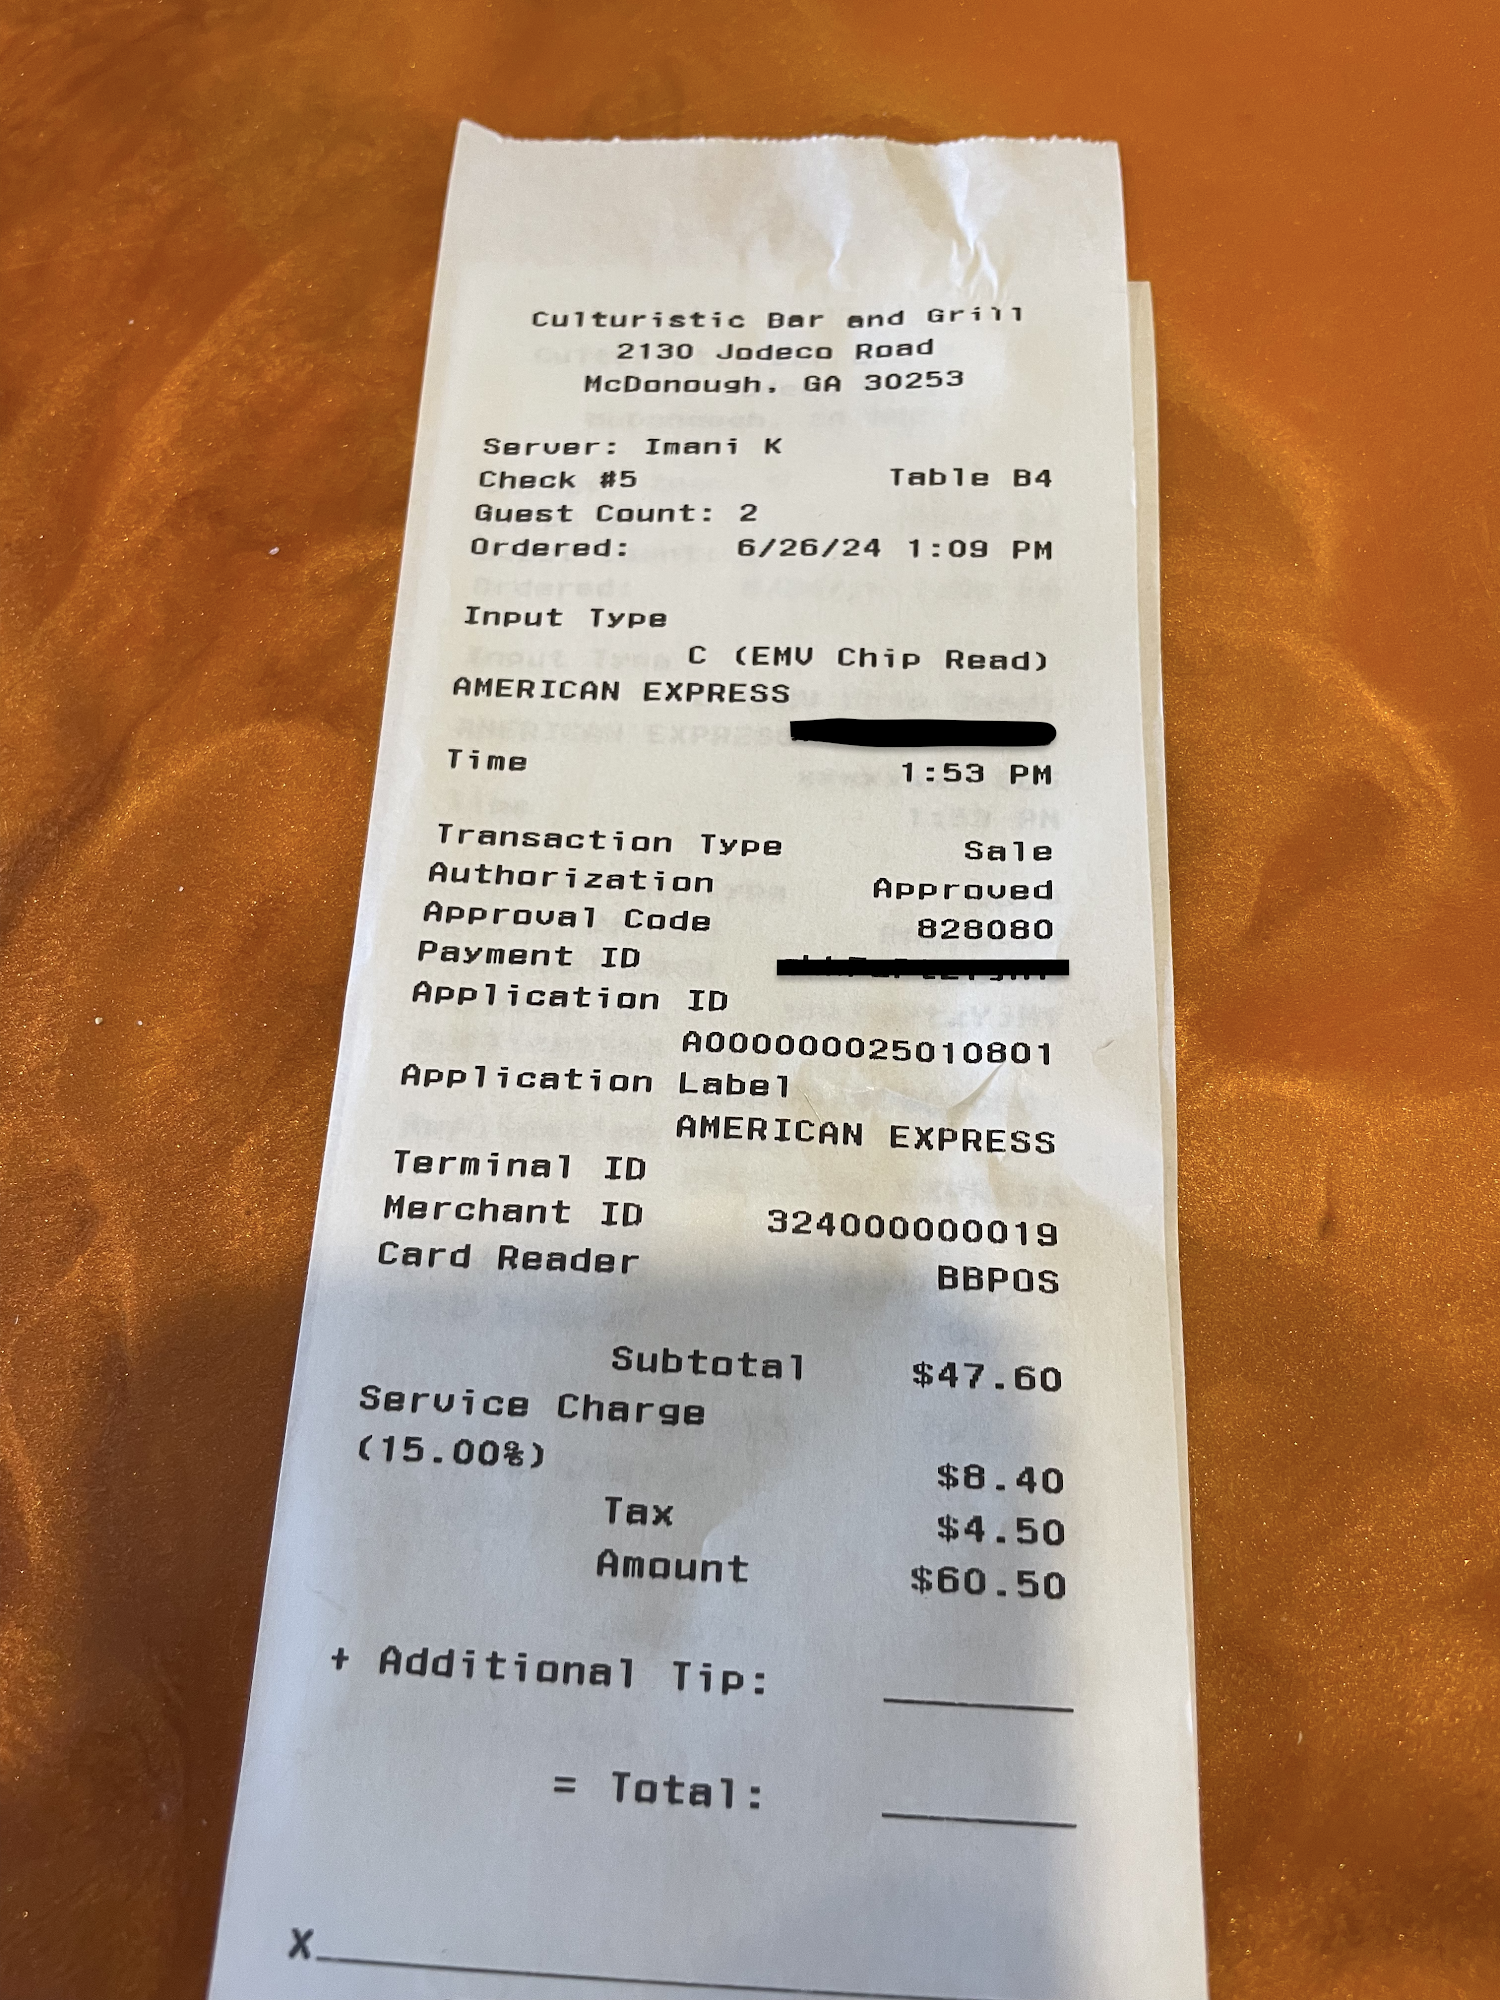 Culturistic Bar and Grill
2130 Jodeco Road
McDonough, GA 30253
Server: Imani K
Check #5 Table B4
Guest Count: 2
Ordered: 6/26/24 1:09 PM
Input Type
C (EMV Chip Read)
AMERICAN EXPRESS
Time 1:53 PM
Transaction Type Sale
Authorization Approved
Approval Code 828080
Payment ID
Application ID
A000000025010801
Application Label
AMERICAN EXPRESS
Terminal ID
Merchant ID 324000000019
Card Reader BBPOS
Subtotal $47.60
Service Charge
(15.00%) $8.40
Tax $4.50
Amount $60.50
+ Additional Tip: ________
= Total: ________
X________